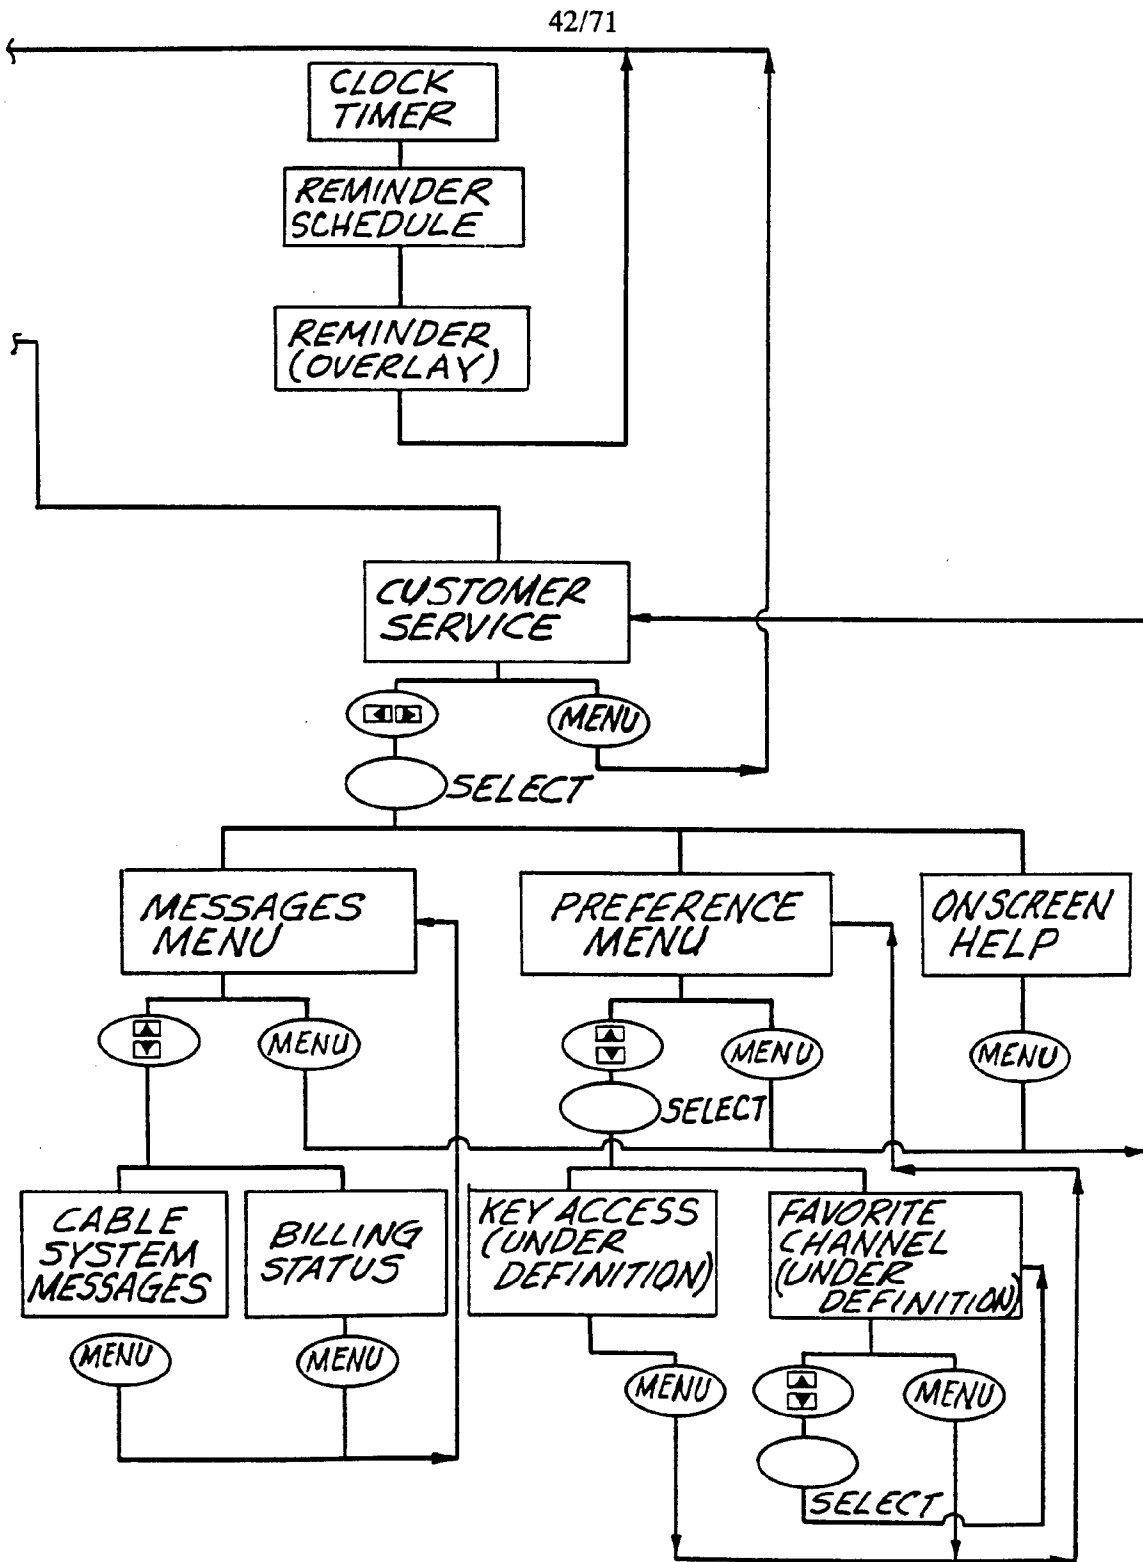 42/71
CLOCK
TIMER
REMINDER
SCHEDULE
REMINDER
(OVERLAY)
CUSTOMER
SERVICE
MENU
SELECT
MESSAGES
MENU
PREFERENCE
MENU
ONSCREEN
HELP
MENU
MENU
MENU
SELECT
CABLE
SYSTEM
MESSAGES
BILLING
STATUS
KEY ACCESS
(UNDER
DEFINITION)
FAVORITE
CHANNEL
(UNDER
DEFINITION)
MENU
MENU
MENU
MENU
SELECT